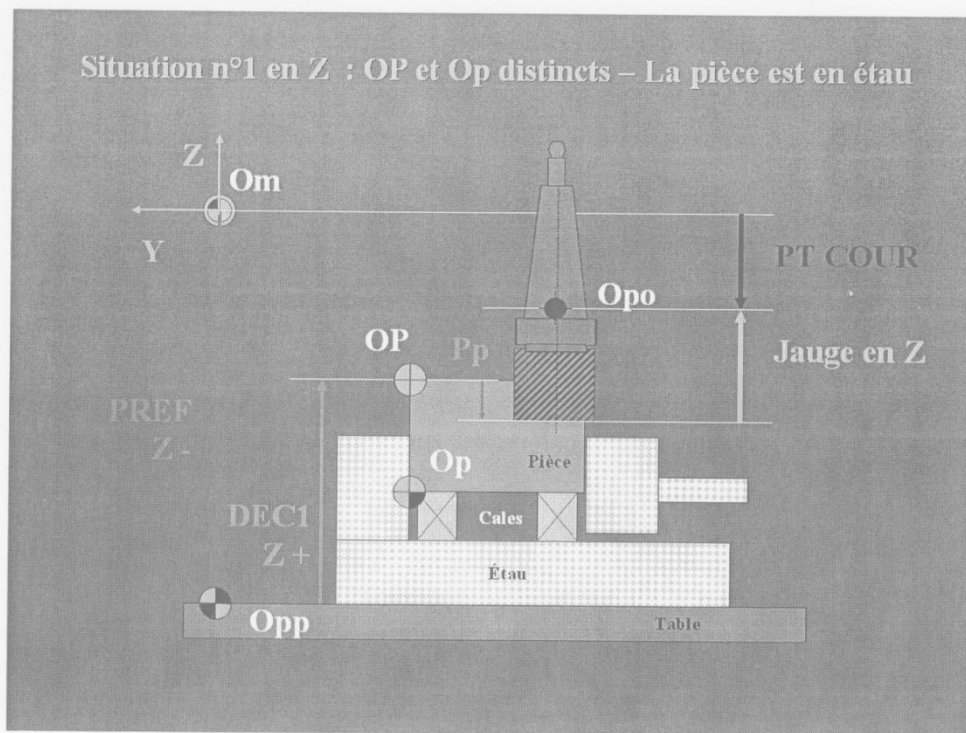 Situation n°1 en Z : OP et Op distincts – La pièce est en étau
Z
Om
Y
PT COUR
Opo
OP
Pp
Jauge en Z
PREF
Z -
Op
Pièce
DEC1
Z +
Cales
Étau
Opp
Table